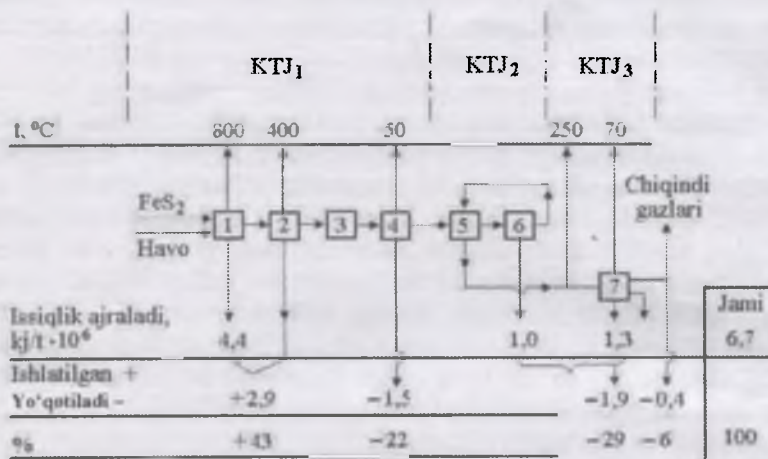 KTJ1 KTJ2 KTJ3
t, ºC 800 400 50 250 70
FeS2
Havo
1 2 3 4 5 6
Chiqindi
gazlari
7
Issiqlik ajraladi,
kj/t ·10⁶ 4,4 1,0 1,3
Jami
6,7
Ishlatilgan +
Yo‘qotiladi – +2,9 –1,5 –1,9 –0,4
% +43 –22 –29 –6 100